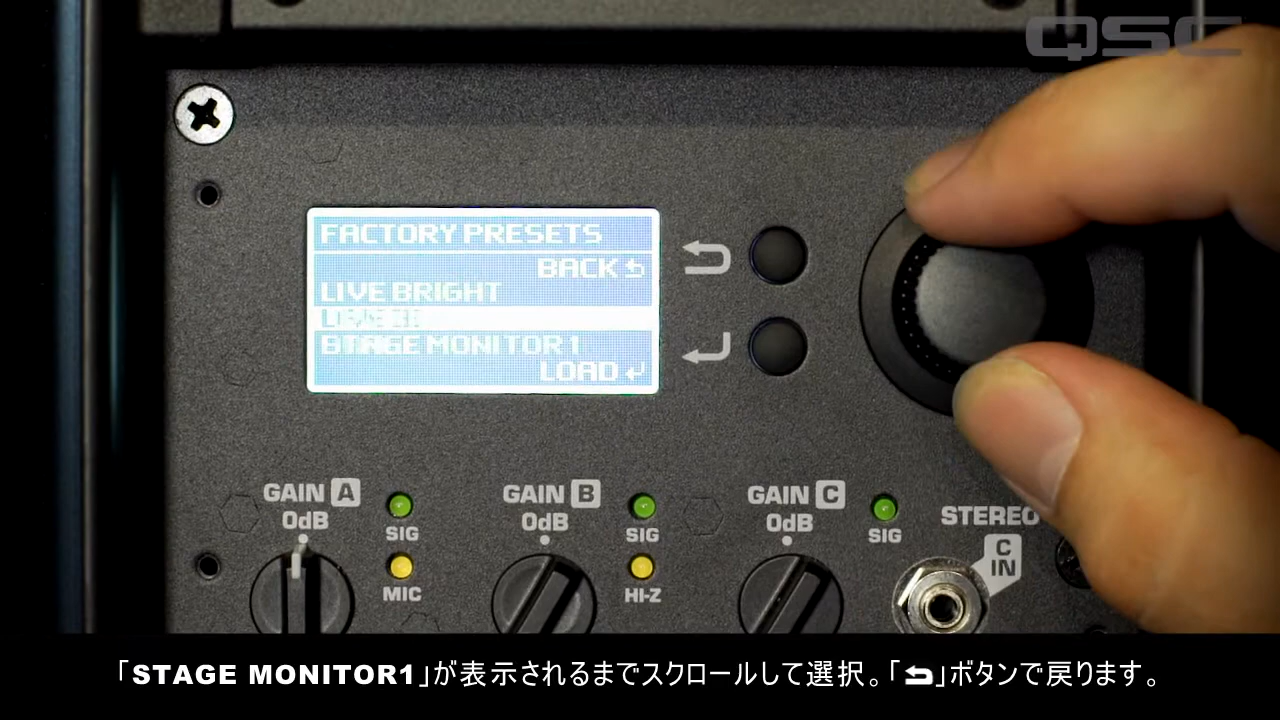 QSC
FACTORY PRESETS
BACK
LIVE BRIGHT
STAGE MONITOR 1
LOAD
GAIN A
0dB
SIG
MIC
GAIN B
0dB
SIG
HI-Z
GAIN C
0dB
SIG
STEREO
C
IN
「STAGE MONITOR1」が表示されるまでスクロールして選択。「⮌」ボタンで戻ります。